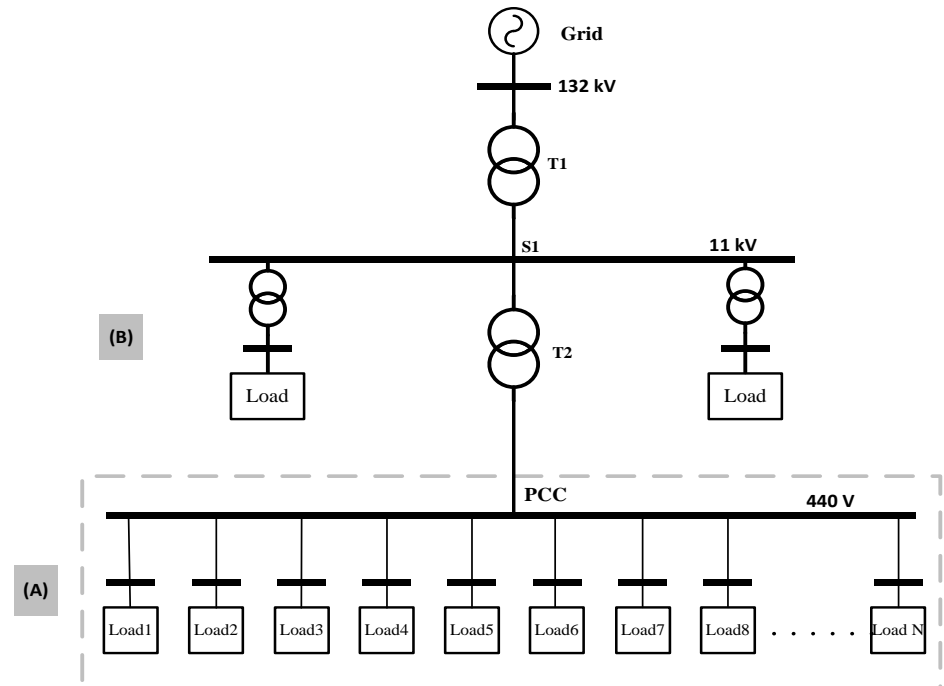 Grid
132 kV
T1
S1
11 kV
(B)
T2
Load
Load
PCC
440 V
(A)
Load1
Load2
Load3
Load4
Load5
Load6
Load7
Load8
. . . . .
Load N